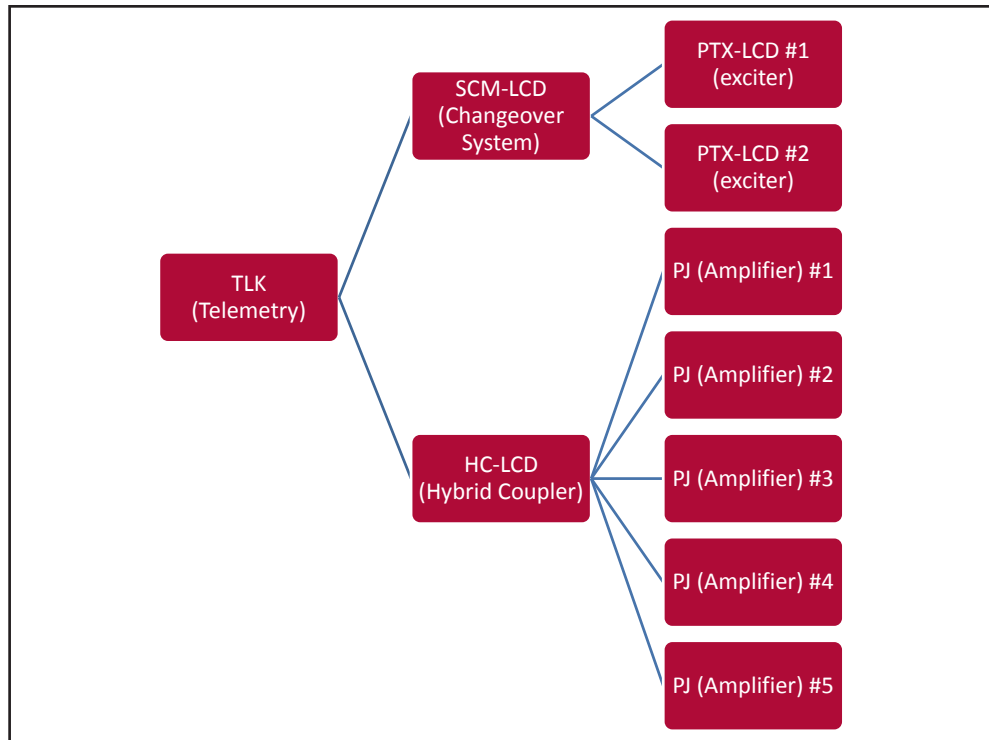 PTX-LCD #1
(exciter)
SCM-LCD
(Changeover
System)
PTX-LCD #2
(exciter)
TLK
(Telemetry)
PJ (Amplifier) #1
PJ (Amplifier) #2
HC-LCD
(Hybrid Coupler)
PJ (Amplifier) #3
PJ (Amplifier) #4
PJ (Amplifier) #5